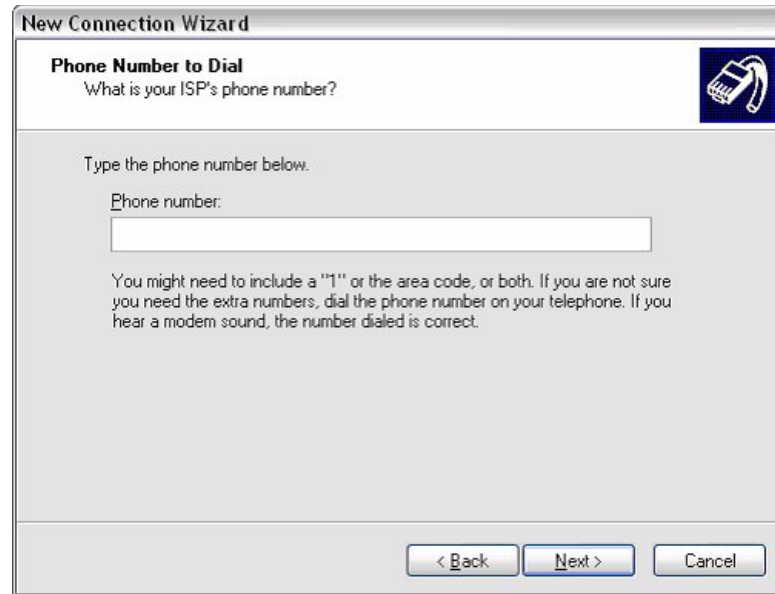 New Connection Wizard
Phone Number to Dial
What is your ISP's phone number?
Type the phone number below.
Phone number:
You might need to include a "1" or the area code, or both. If you are not sure
you need the extra numbers, dial the phone number on your telephone. If you
hear a modem sound, the number dialed is correct.
< Back
Next >
Cancel